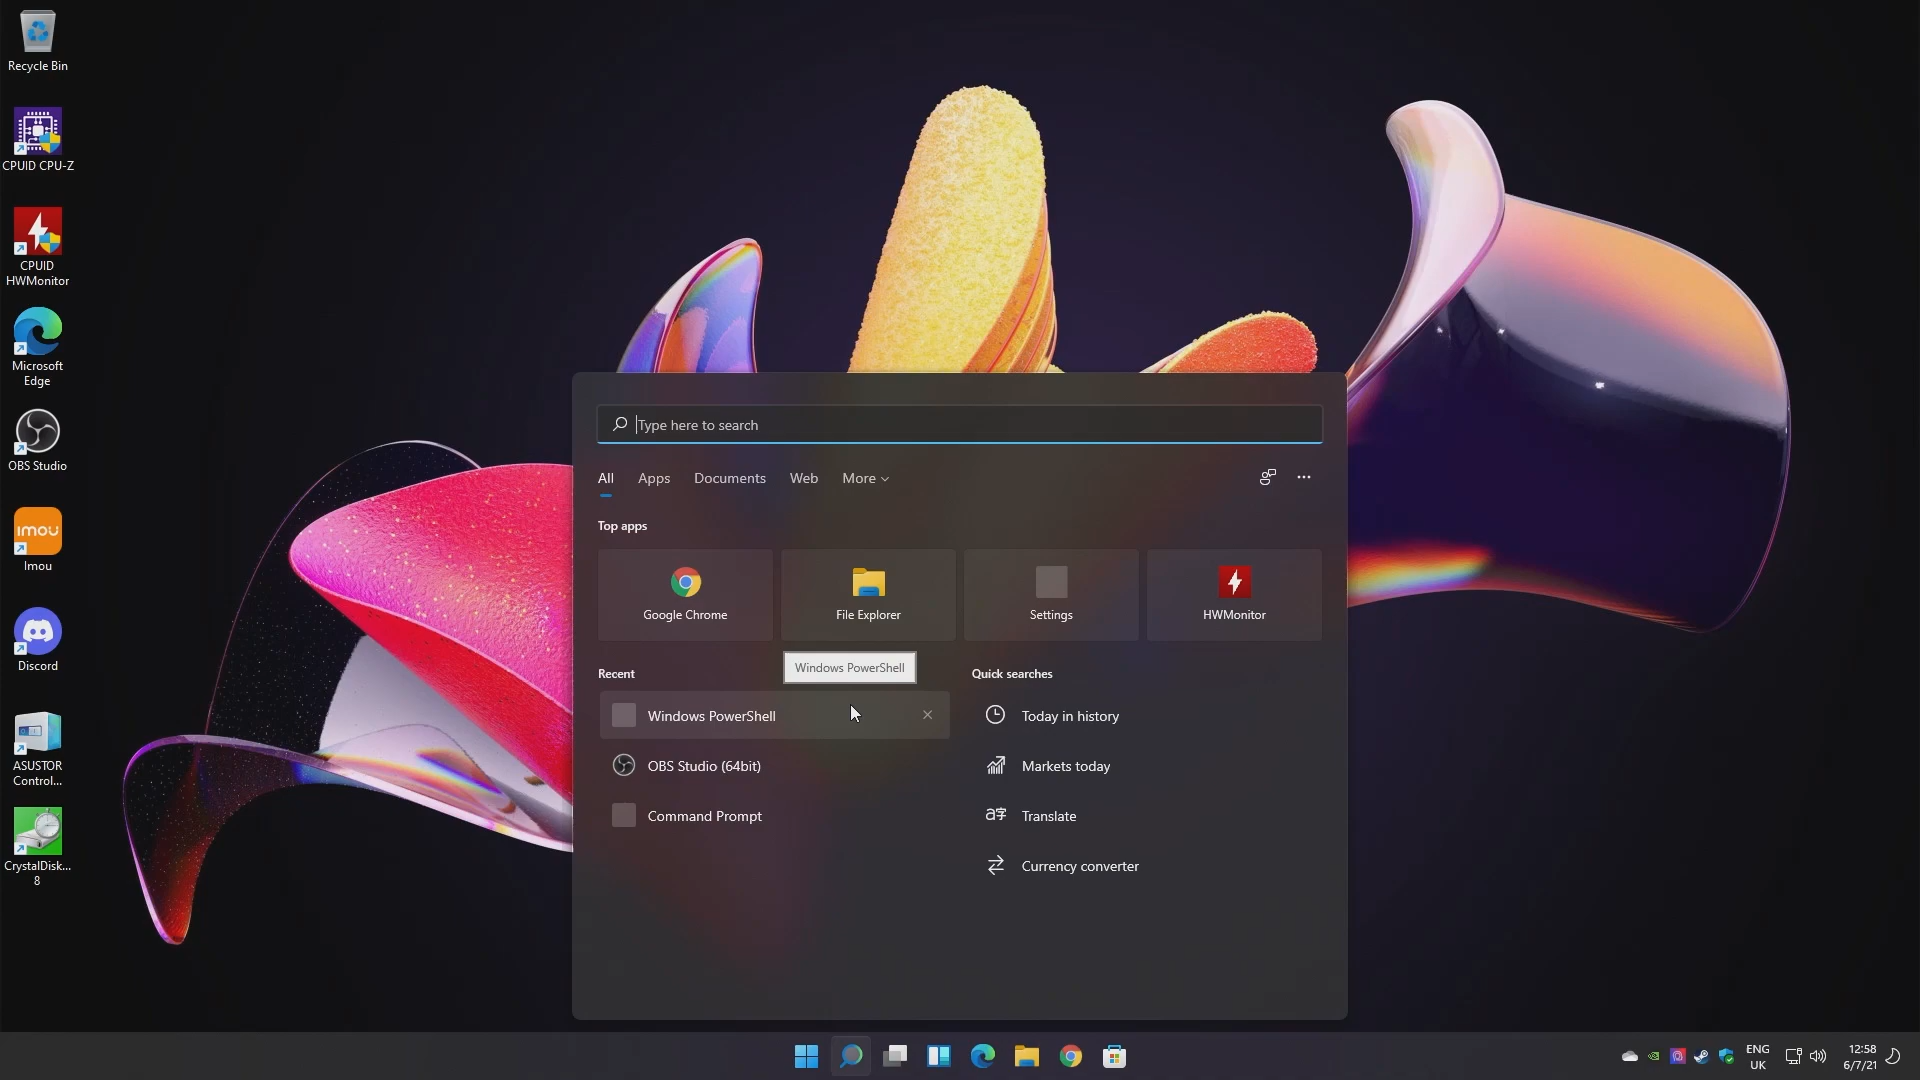 Recycle Bin
CPUID CPU-Z
CPUID
HWMonitor
Microsoft
Edge
OBS Studio
imou
Imou
Discord
ASUSTOR
Control...
CrystalDisk...
8
Type here to search
All Apps Documents Web More
Top apps
Google Chrome File Explorer Settings HWMonitor
Windows PowerShell
Recent
Windows PowerShell
OBS Studio (64bit)
Command Prompt
Quick searches
Today in history
Markets today
Translate
Currency converter
ENG
UK
12:58
6/7/21